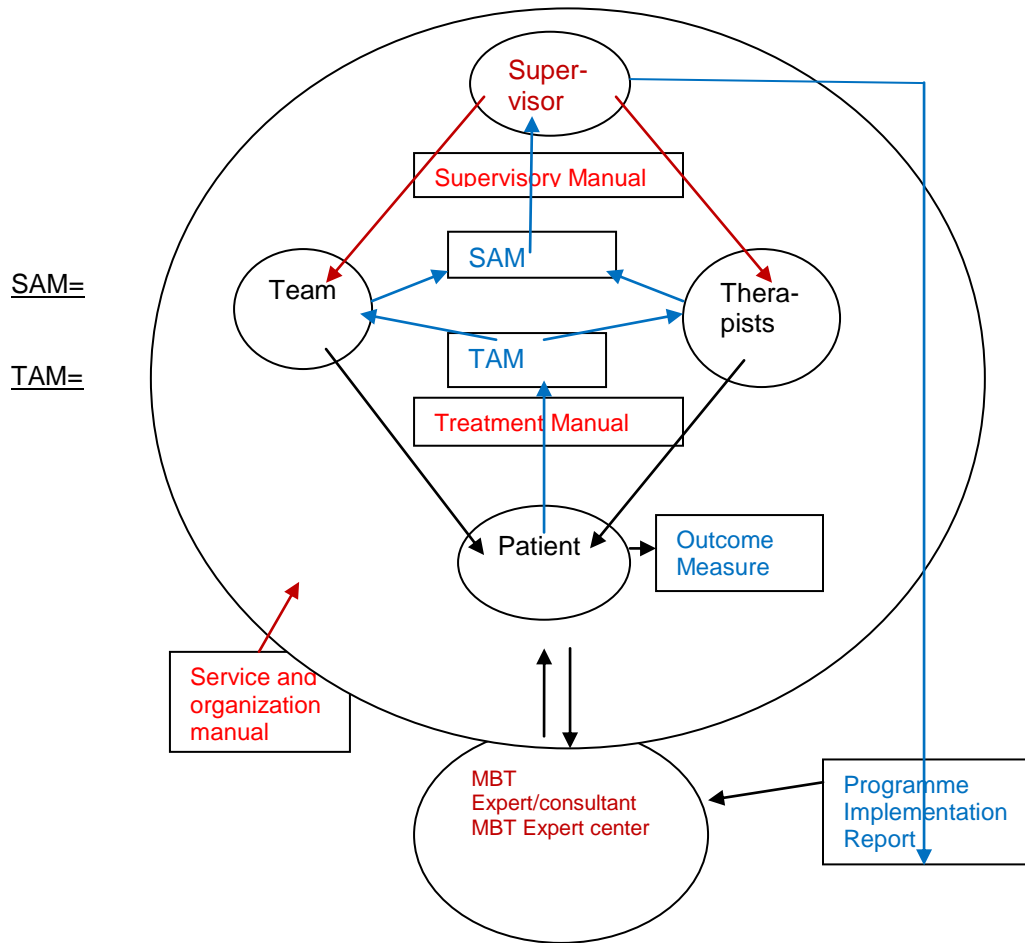 Super-
visor
Supervisory Manual
SAM
Team
Thera-
pists
SAM=
TAM
TAM=
Treatment Manual
Patient
Outcome
Measure
Service and
organization
manual
MBT
Expert/consultant
MBT Expert center
Programme
Implementation
Report